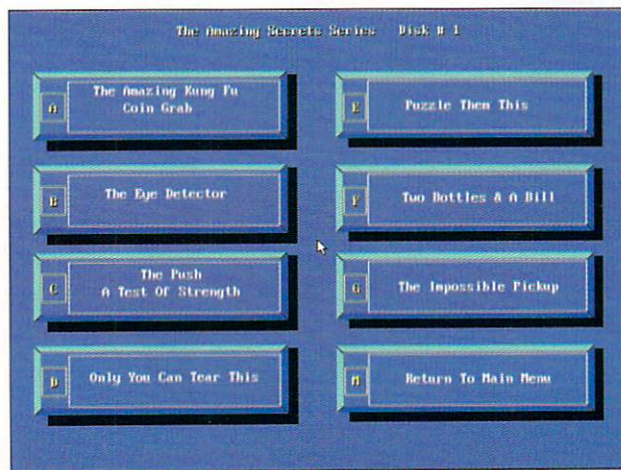 The Amazing Secrets Series Disk # 1
A
The Amazing Kung Fu
Coin Grab
B
The Eye Detector
C
The Push
A Test Of Strength
D
Only You Can Tear This
E
Puzzle Them This
F
Two Bottles & A Bill
G
The Impossible Pickup
M
Return To Main Menu